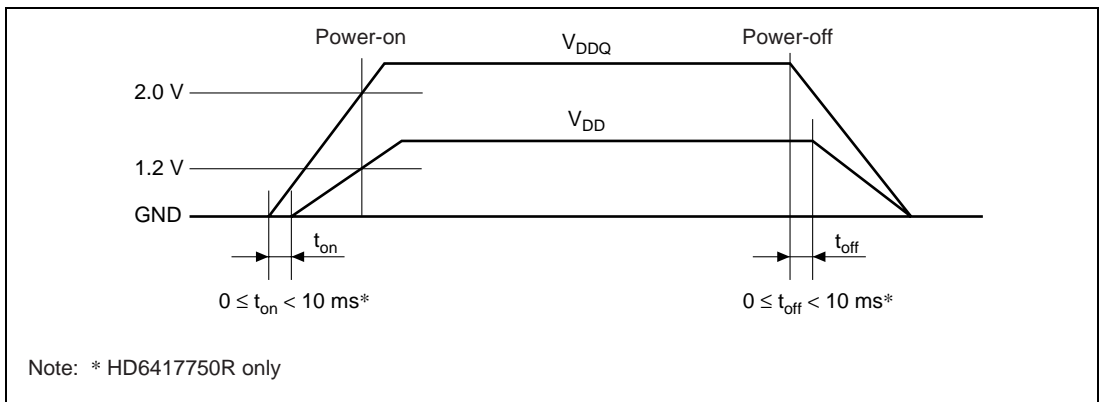 Power-on
Power-off
VDDQ
2.0 V
VDD
1.2 V
GND
ton
toff
0 ≤ ton < 10 ms*
0 ≤ toff < 10 ms*
Note: * HD6417750R only